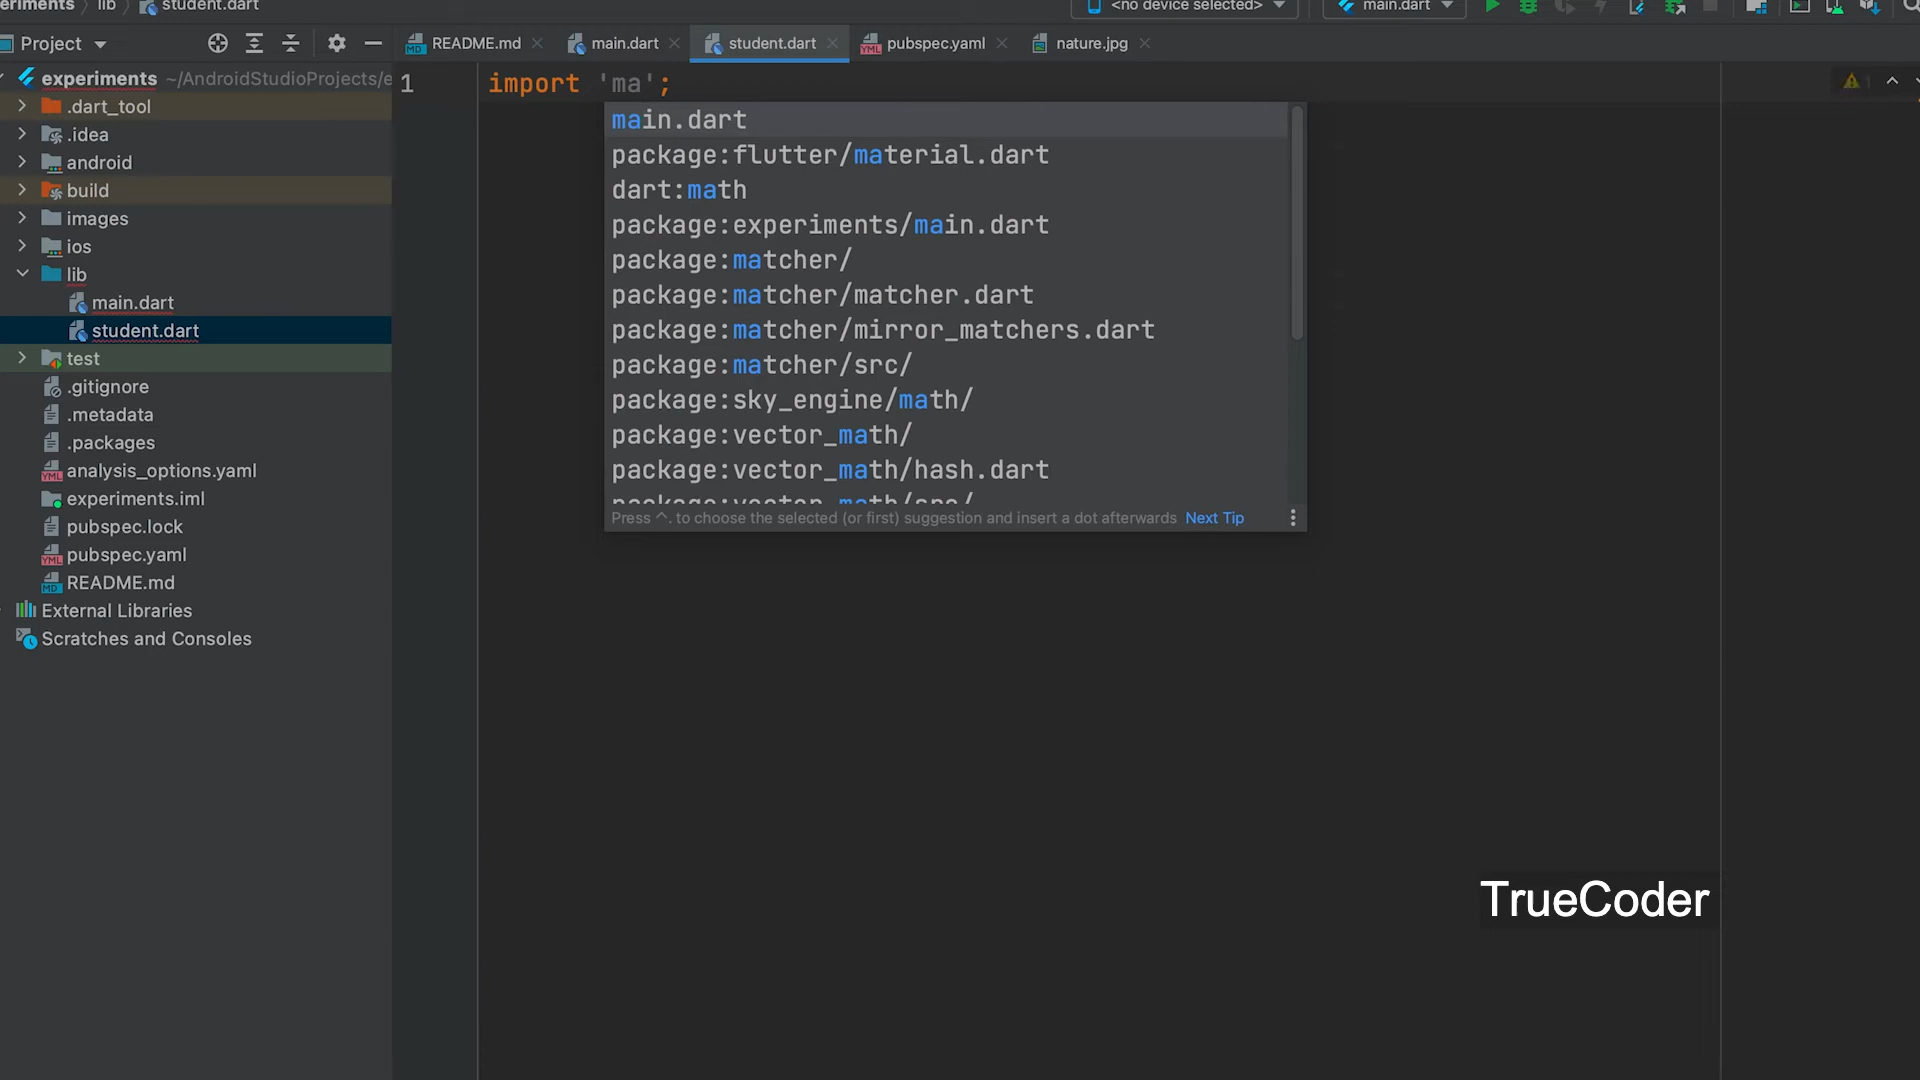 eriments lib student.dart <no device selected> main.dart
Project README.md main.dart student.dart pubspec.yaml nature.jpg
experiments ~/AndroidStudioProjects/e 1 import 'ma';
.dart_tool
.idea
android
build
images
ios
lib
main.dart
student.dart
test
.gitignore
.metadata
.packages
analysis_options.yaml
experiments.iml
pubspec.lock
pubspec.yaml
README.md
External Libraries
Scratches and Consoles
main.dart
package:flutter/material.dart
dart:math
package:experiments/main.dart
package:matcher/
package:matcher/matcher.dart
package:matcher/mirror_matchers.dart
package:matcher/src/
package:sky_engine/math/
package:vector_math/
package:vector_math/hash.dart
package:vector_math/src/
Press ^. to choose the selected (or first) suggestion and insert a dot afterwards Next Tip
TrueCoder